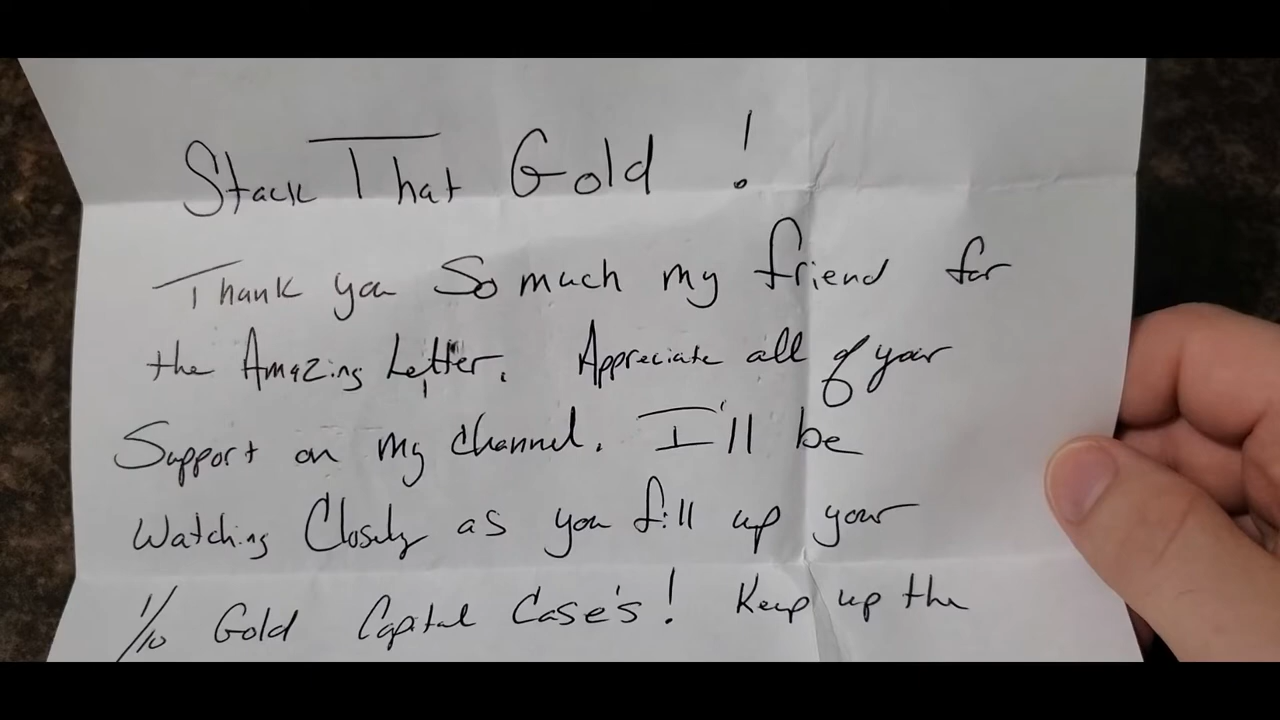 Stack That Gold !
Thank you So much my friend for
the Amazing Letter. Appreciate all of your
Support on my channel. I'll be
Watching Closely as you fill up your
1/10 Gold Capital Case's! Keep up the